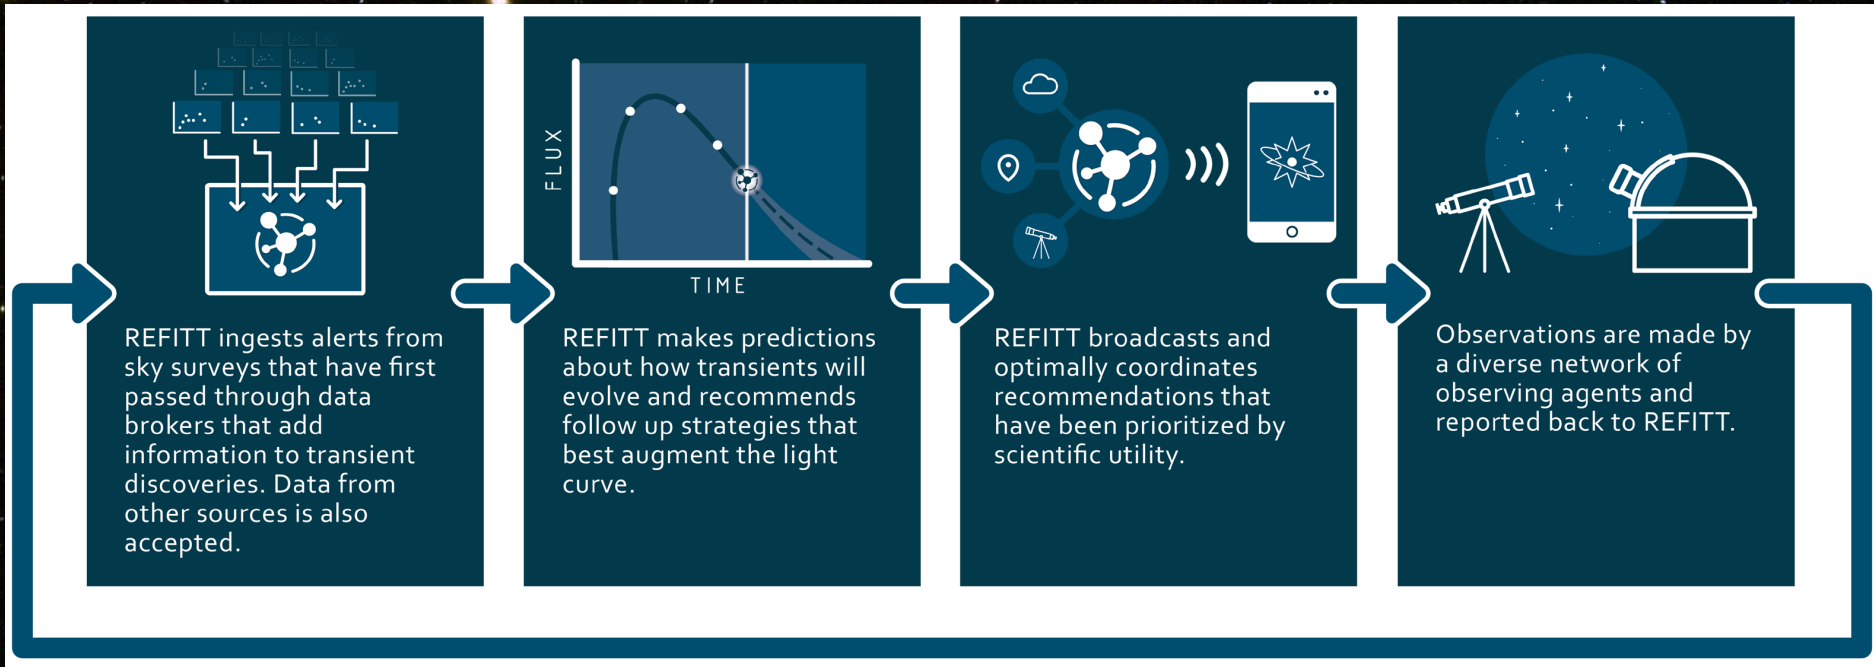 REFITT ingests alerts from
sky surveys that have first
passed through data
brokers that add
information to transient
discoveries. Data from
other sources is also
accepted.
FLUX
TIME
REFITT makes predictions
about how transients will
evolve and recommends
follow up strategies that
best augment the light
curve.
REFITT broadcasts and
optimally coordinates
recommendations that
have been prioritized by
scientific utility.
Observations are made by
a diverse network of
observing agents and
reported back to REFITT.